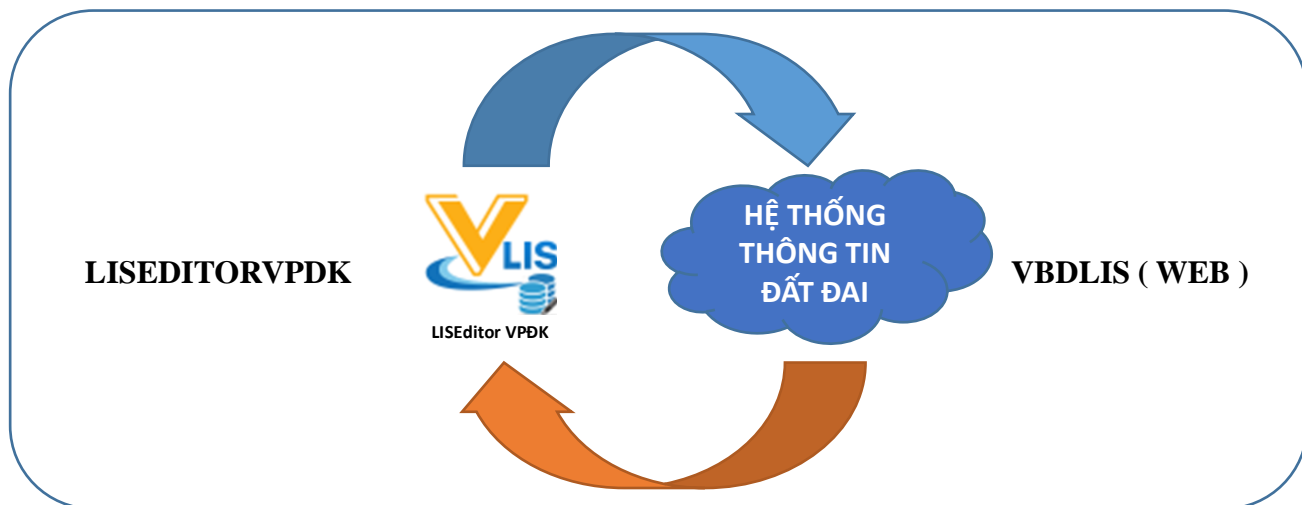 HỆ THỐNG
THÔNG TIN
ĐẤT ĐAI
LISEDITORVPDK
VLIS
VBDLIS ( WEB )
LISEditor VPĐK